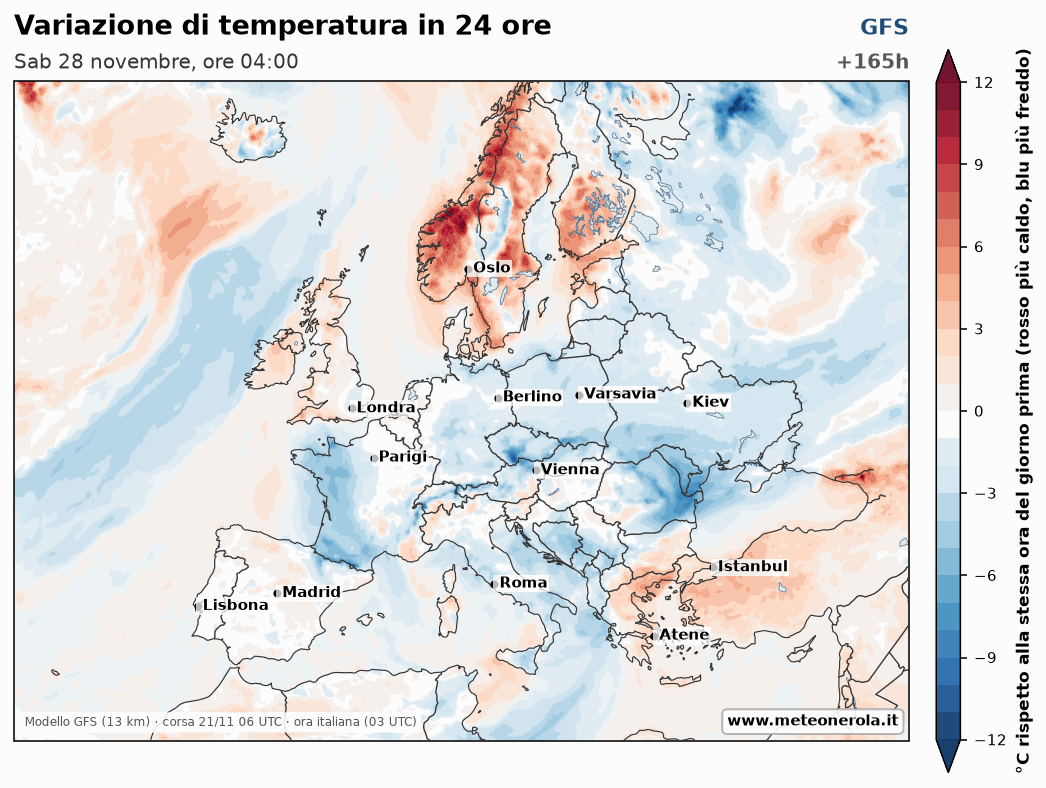 Variazione di temperatura in 24 ore
GFS
Sab 28 novembre, ore 04:00
+165h
Oslo
Londra
Berlino
Varsavia
Kiev
Parigi
Vienna
Istanbul
Madrid
Roma
Lisbona
Atene
Modello GFS (13 km) · corsa 21/11 06 UTC · ora italiana (03 UTC)
www.meteonerola.it
12
9
6
3
0
−3
−6
−9
−12
°C rispetto alla stessa ora del giorno prima (rosso più caldo, blu più freddo)